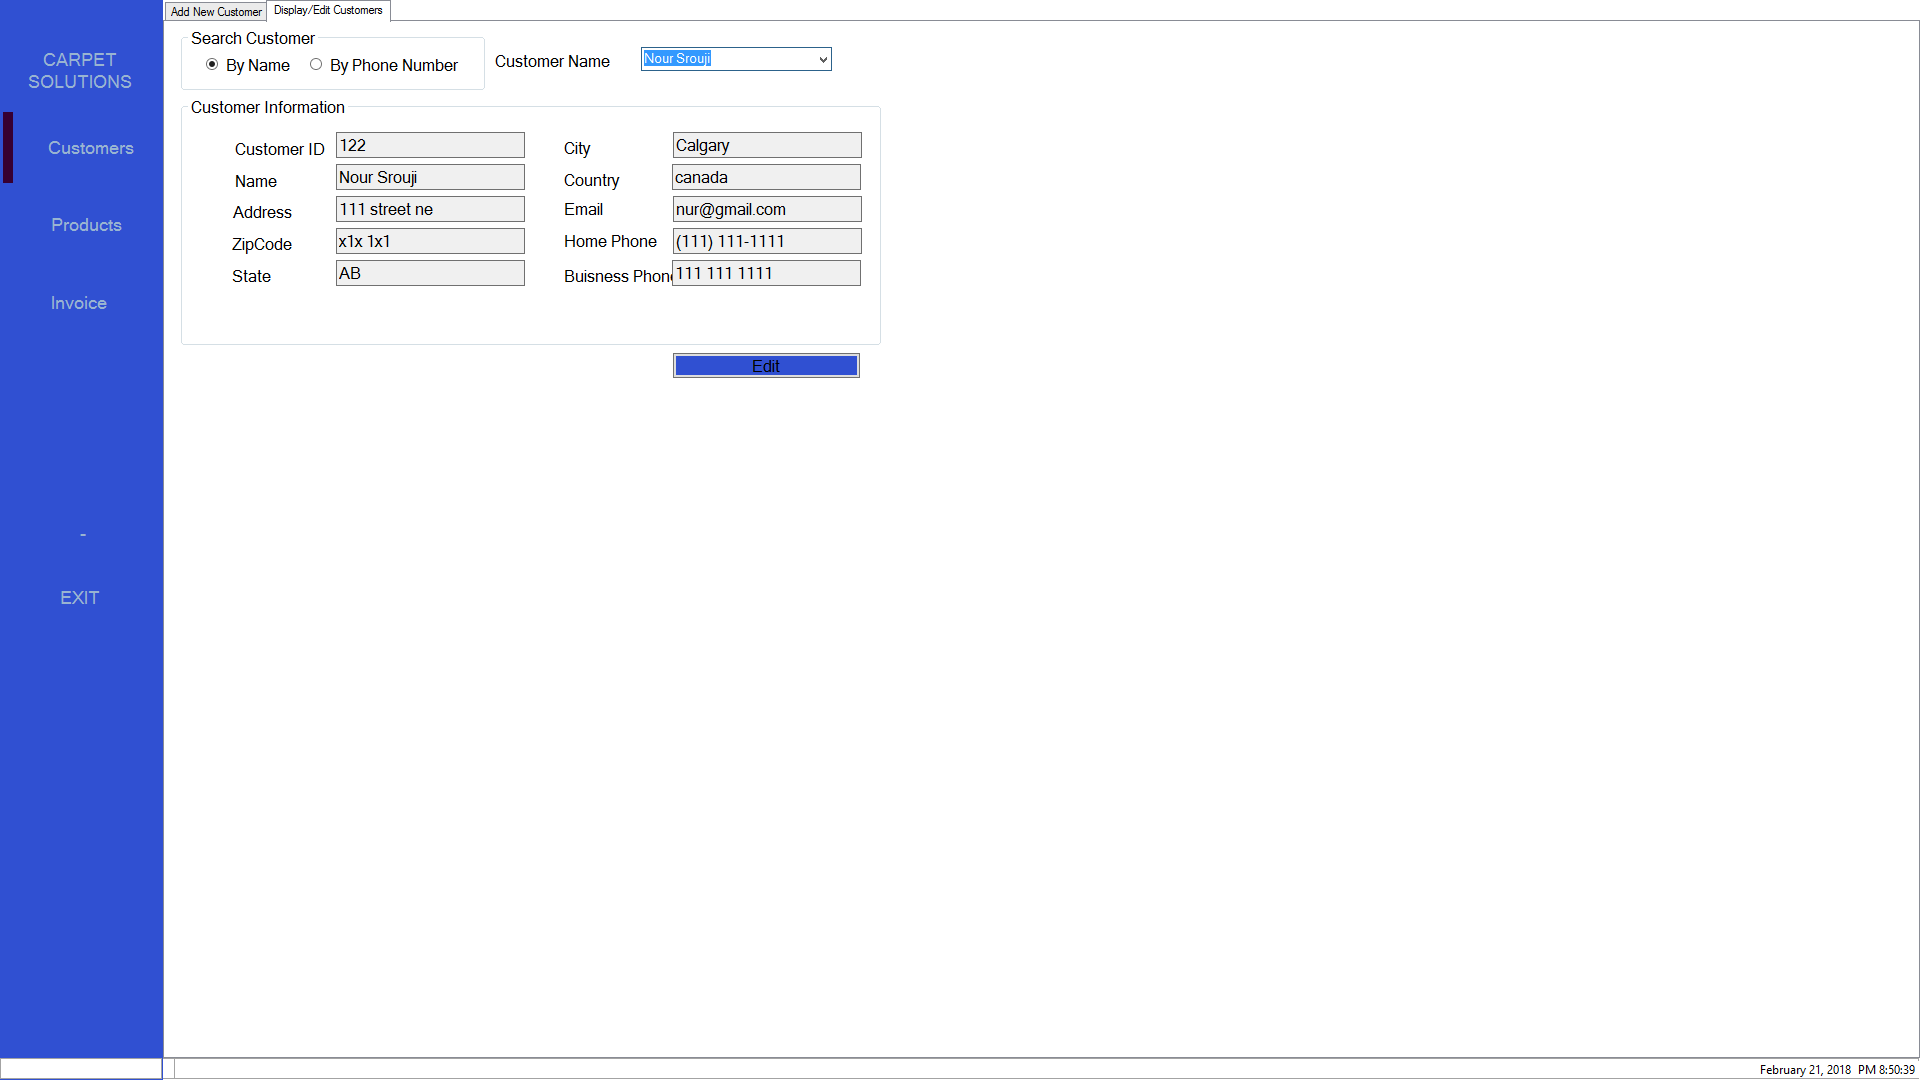 Add New Customer
Display/Edit Customers
CARPET
SOLUTIONS
Customers
Products
Invoice
-
EXIT
Search Customer
By Name
By Phone Number
Customer Name
Nour Srouji
Customer Information
Customer ID
122
Name
Nour Srouji
Address
111 street ne
ZipCode
x1x 1x1
State
AB
City
Calgary
Country
canada
Email
nur@gmail.com
Home Phone
(111) 111-1111
Buisness Phon
111 111 1111
Edit
February 21, 2018 PM 8:50:39